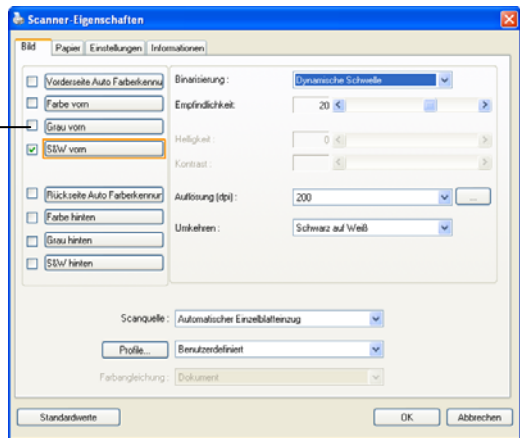 Scanner-Eigenschaften
Bild Papier Einstellungen Informationen
Vorderseite Auto Farberkennu
Farbe vorn
Grau vorn
S&W vorn
Rückseite Auto Farberkennur
Farbe hinten
Grau hinten
S&W hinten
Binarisierung : Dynamische Schwelle
Empfindlichkeit 20
Helligkeit : 0
Kontrast :
Auflösung (dpi) : 200 ...
Umkehren : Schwarz auf Weiß
Scanquelle : Automatischer Einzelblatteinzug
Profile... Benutzerdefiniert
Farbangleichung : Dokument
Standardwerte OK Abbrechen